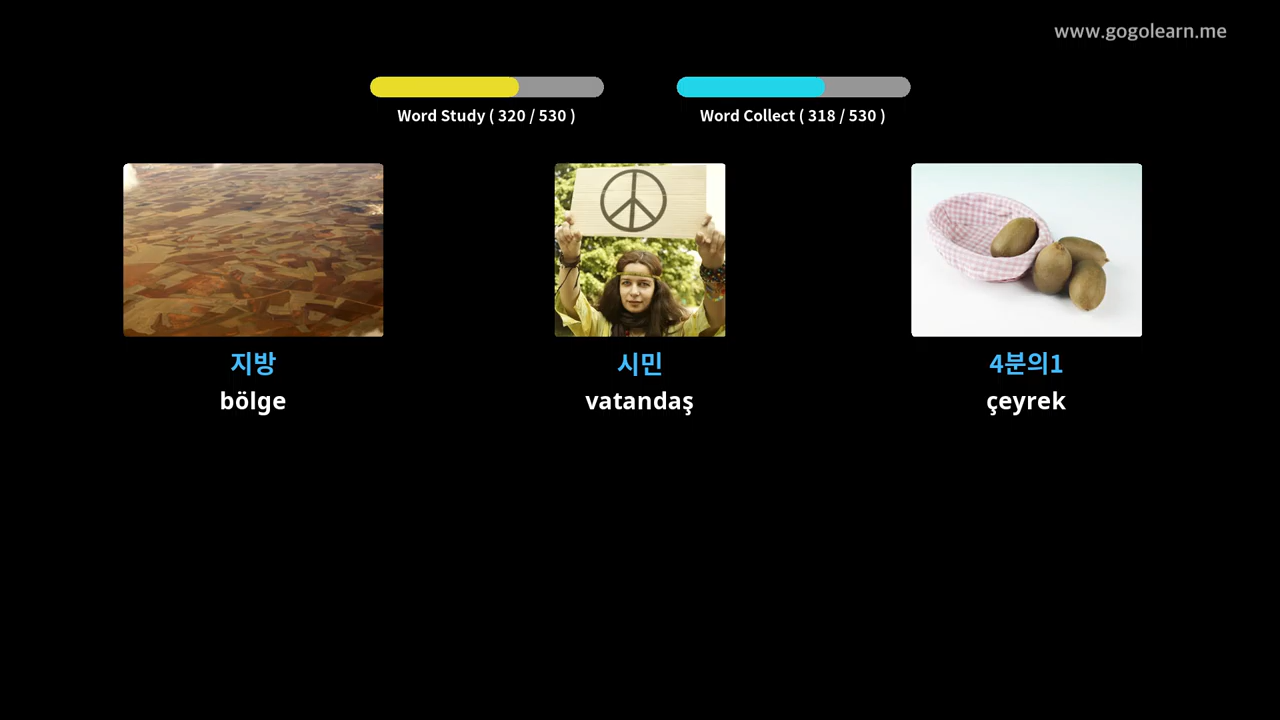 www.gogolearn.me
Word Study ( 320 / 530 )
Word Collect ( 318 / 530 )
지방
bölge
시민
vatandaş
4분의1
çeyrek